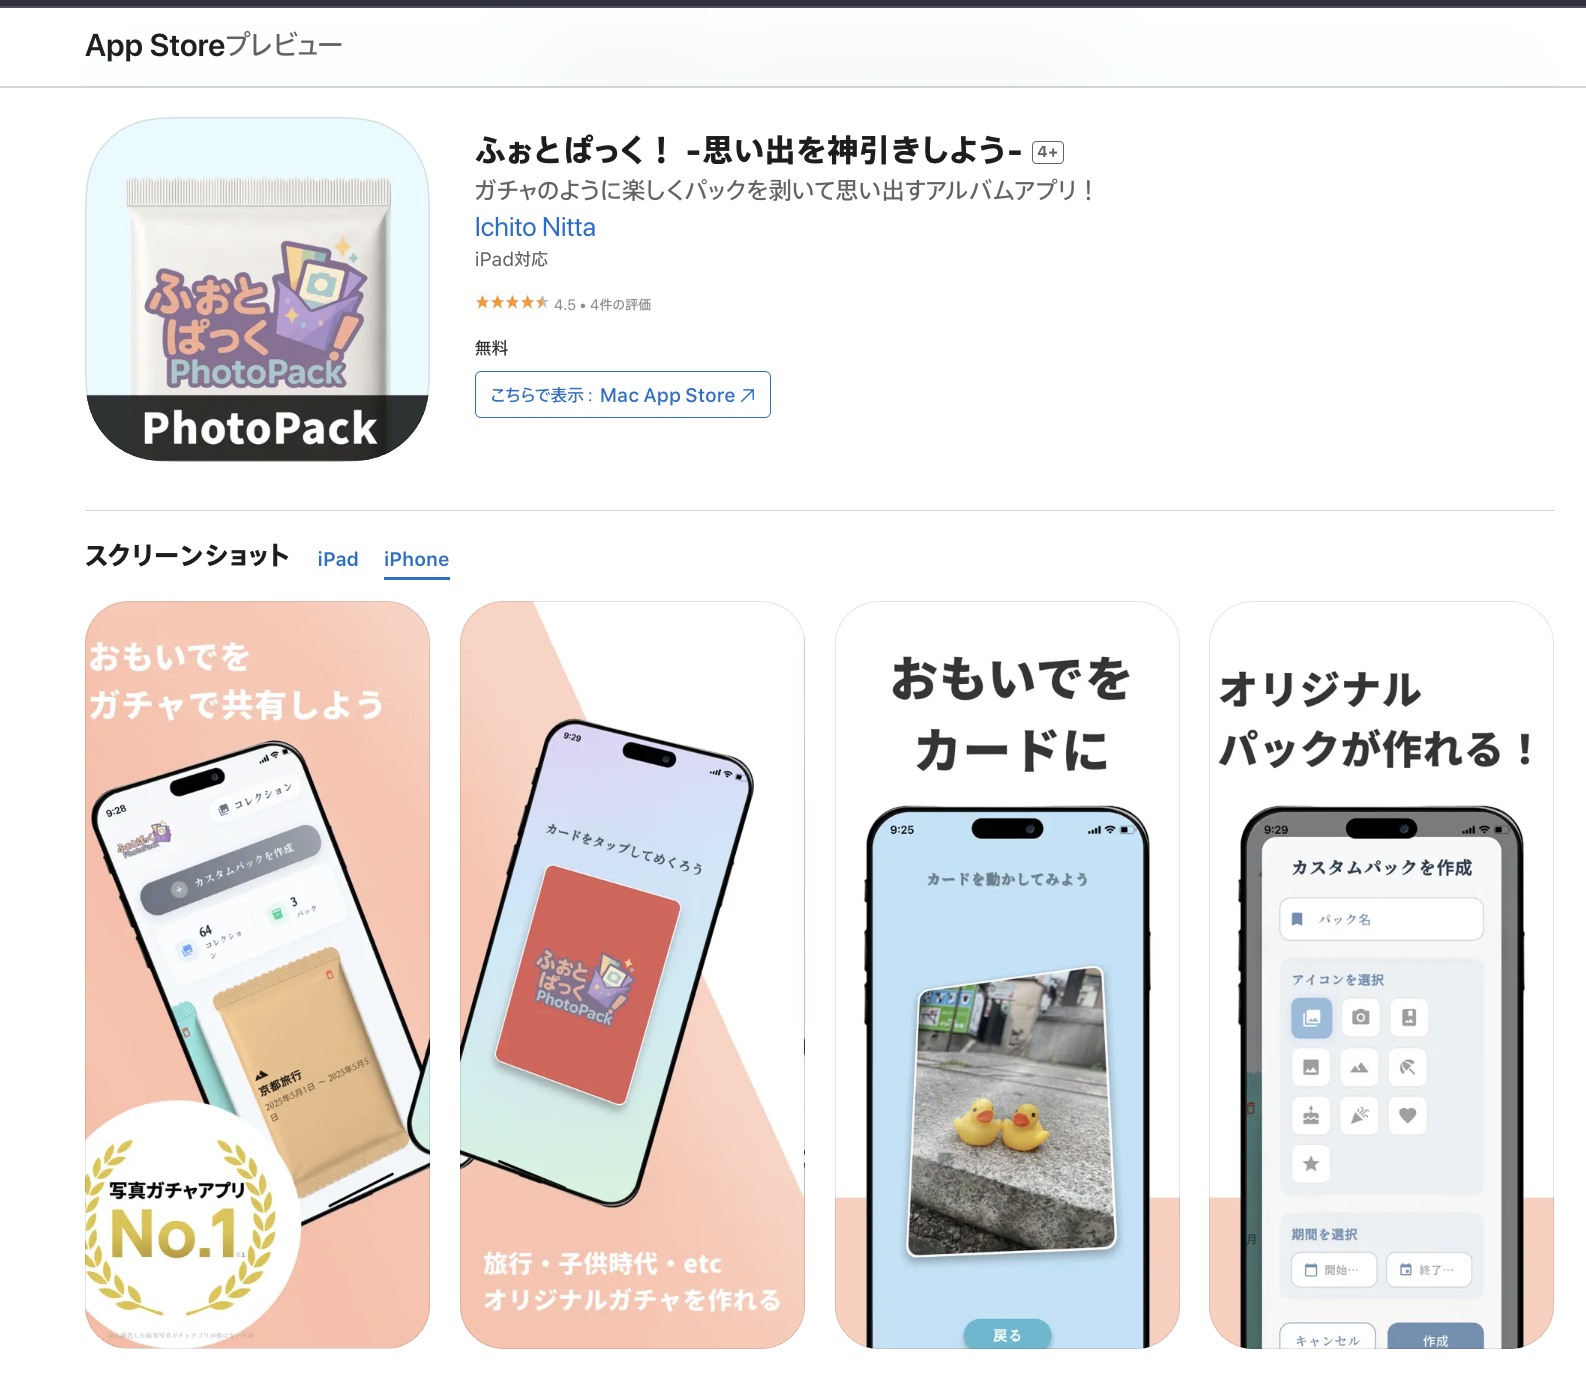 App Storeプレビュー
ふぉと
ぱっく！
PhotoPack
PhotoPack
ふぉとぱっく！ -思い出を神引きしよう- 4+
ガチャのように楽しくパックを剥いて思い出すアルバムアプリ！
Ichito Nitta
iPad対応
4.5 • 4件の評価
無料
こちらで表示： Mac App Store ↗
スクリーンショット iPad iPhone
おもいでを
ガチャで共有しよう
9:28
コレクション
ふぉと
ぱっく！
PhotoPack
+ カスタムパックを作成
64
コレクショ
ン
3
パック
京都旅行
2025年5月1日 〜 2025年5月5
日
写真ガチャアプリ
No.1
※1
9:29
カードをタップしてめくろう
ふぉと
ぱっく！
PhotoPack
旅行・子供時代・etc
オリジナルガチャを作れる
おもいでを
カードに
9:25
カードを動かしてみよう
戻る
オリジナル
パックが作れる！
9:29
カスタムパックを作成
パック名
アイコンを選択
月
期間を選択
開始…
終了…
キャンセル
作成